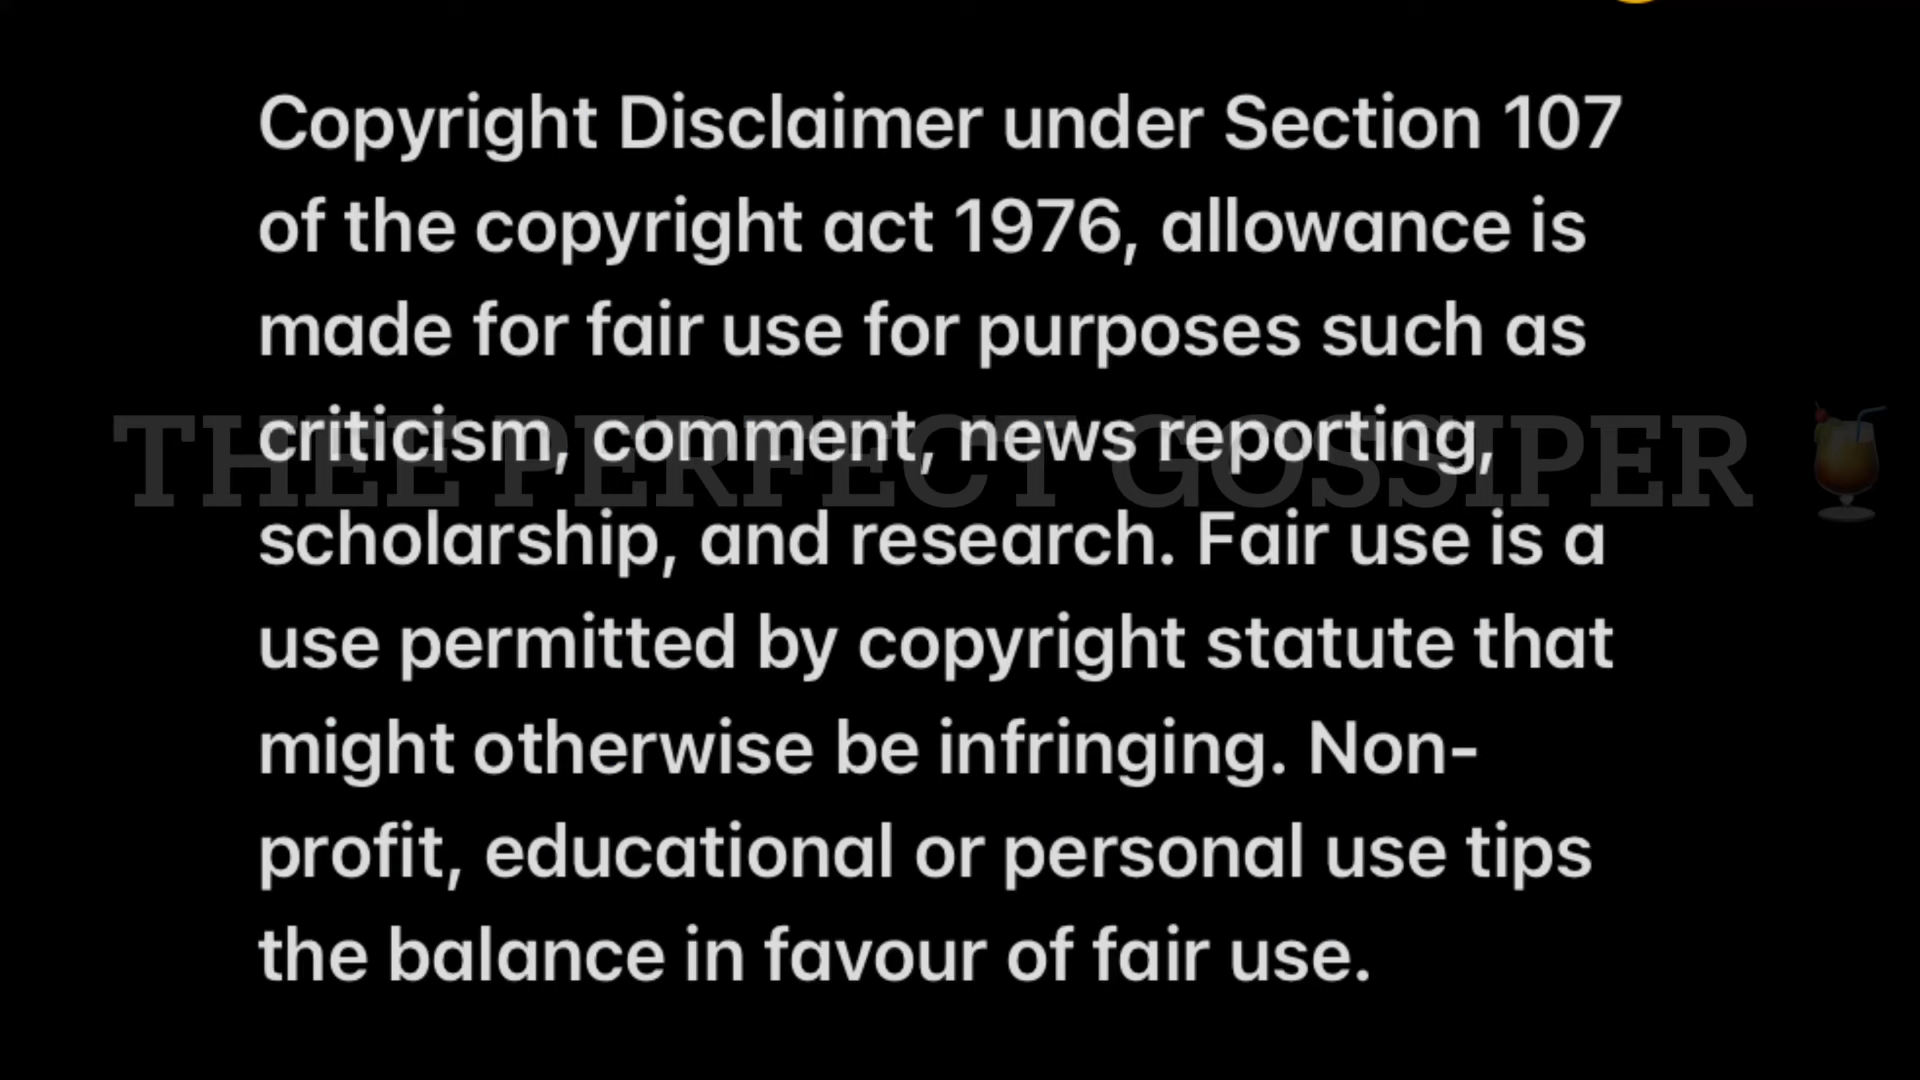 Copyright Disclaimer under Section 107
of the copyright act 1976, allowance is
made for fair use for purposes such as
criticism, comment, news reporting,
THEE PERFECT GOSSIPER
scholarship, and research. Fair use is a
use permitted by copyright statute that
might otherwise be infringing. Non-
profit, educational or personal use tips
the balance in favour of fair use.